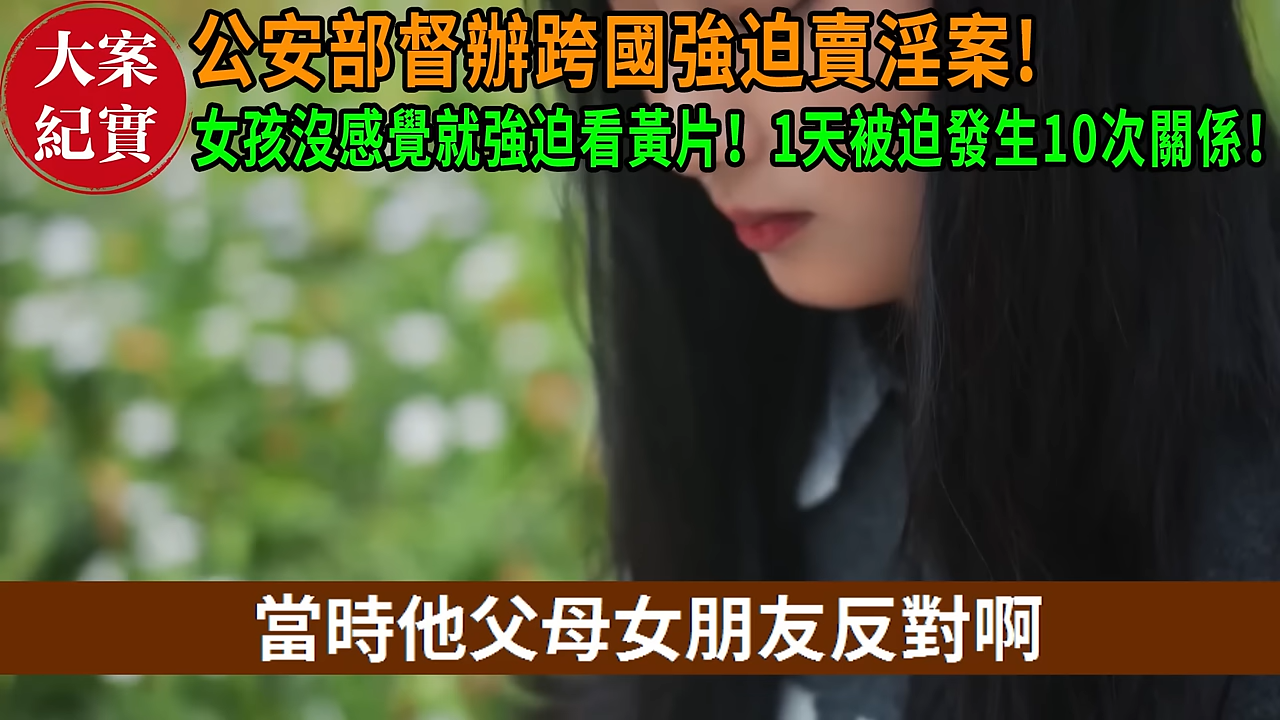 大案
紀實
公安部督辦跨國強迫賣淫案！
女孩沒感覺就強迫看黃片！1天被迫發生10次關係！
當時他父母女朋友反對啊